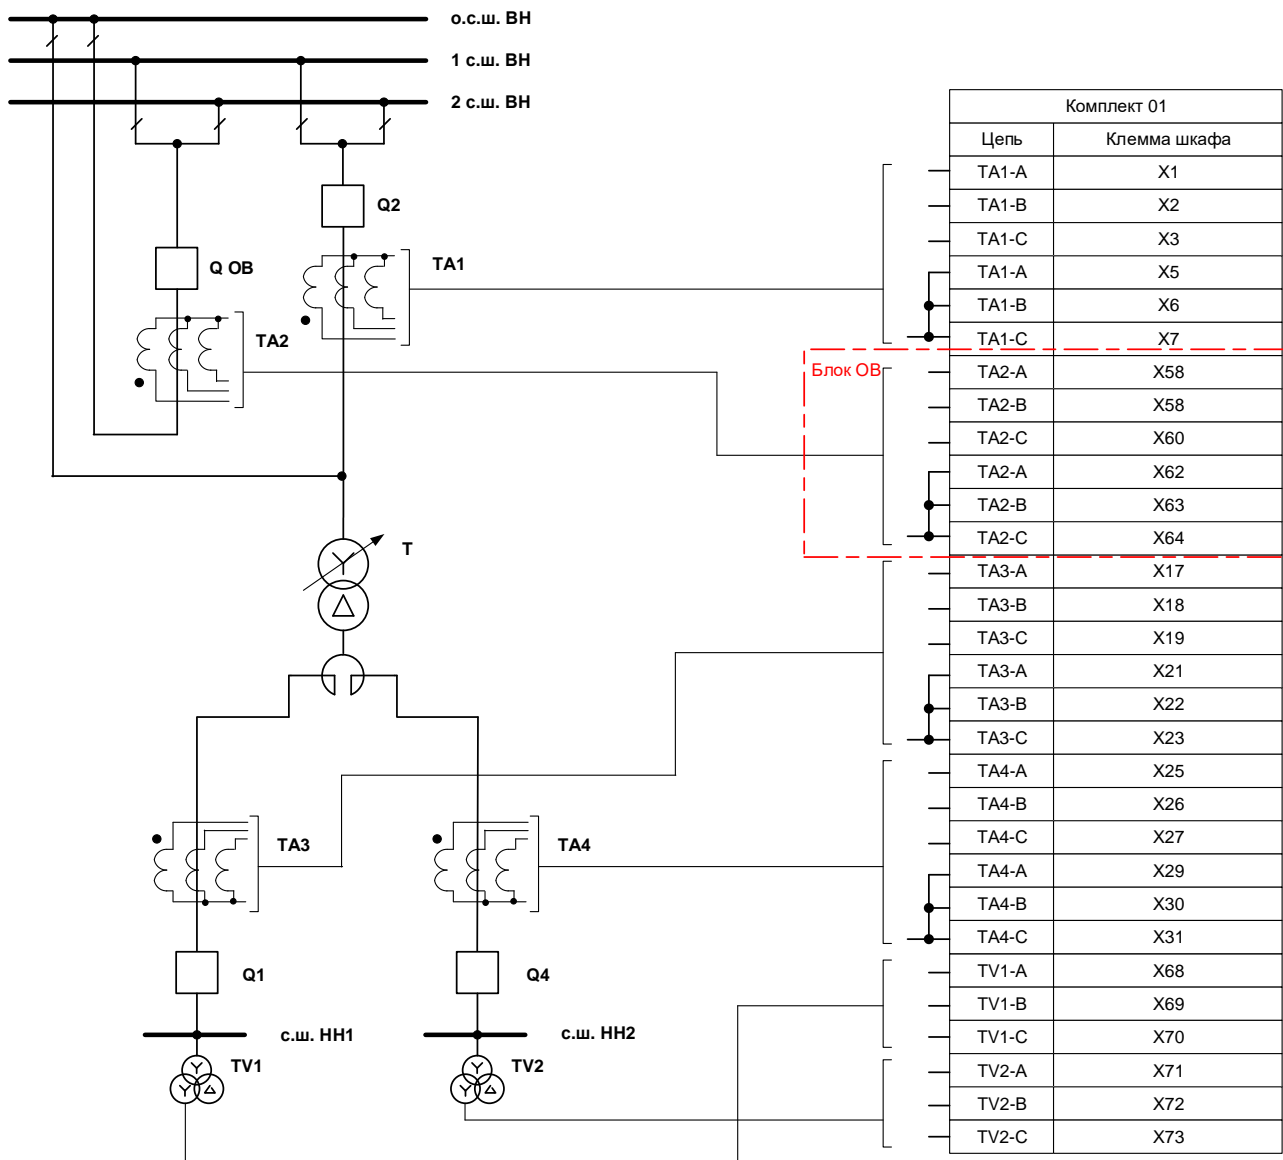 о.с.ш. ВН
1 с.ш. ВН
2 с.ш. ВН
Q2
Q ОВ
TA1
TA2
Т
TA3
TA4
Q1
Q4
с.ш. НН1
с.ш. НН2
TV1
TV2
Комплект 01
Цепь Клемма шкафа
TA1-A X1
TA1-B X2
TA1-C X3
TA1-A X5
TA1-B X6
TA1-C X7
Блок ОВ
TA2-A X58
TA2-B X58
TA2-C X60
TA2-A X62
TA2-B X63
TA2-C X64
TA3-A X17
TA3-B X18
TA3-C X19
TA3-A X21
TA3-B X22
TA3-C X23
TA4-A X25
TA4-B X26
TA4-C X27
TA4-A X29
TA4-B X30
TA4-C X31
TV1-A X68
TV1-B X69
TV1-C X70
TV2-A X71
TV2-B X72
TV2-C X73